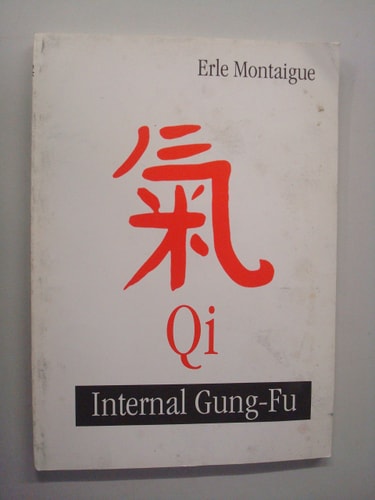 Erle Montaigue
氣
Qi
Internal Gung-Fu